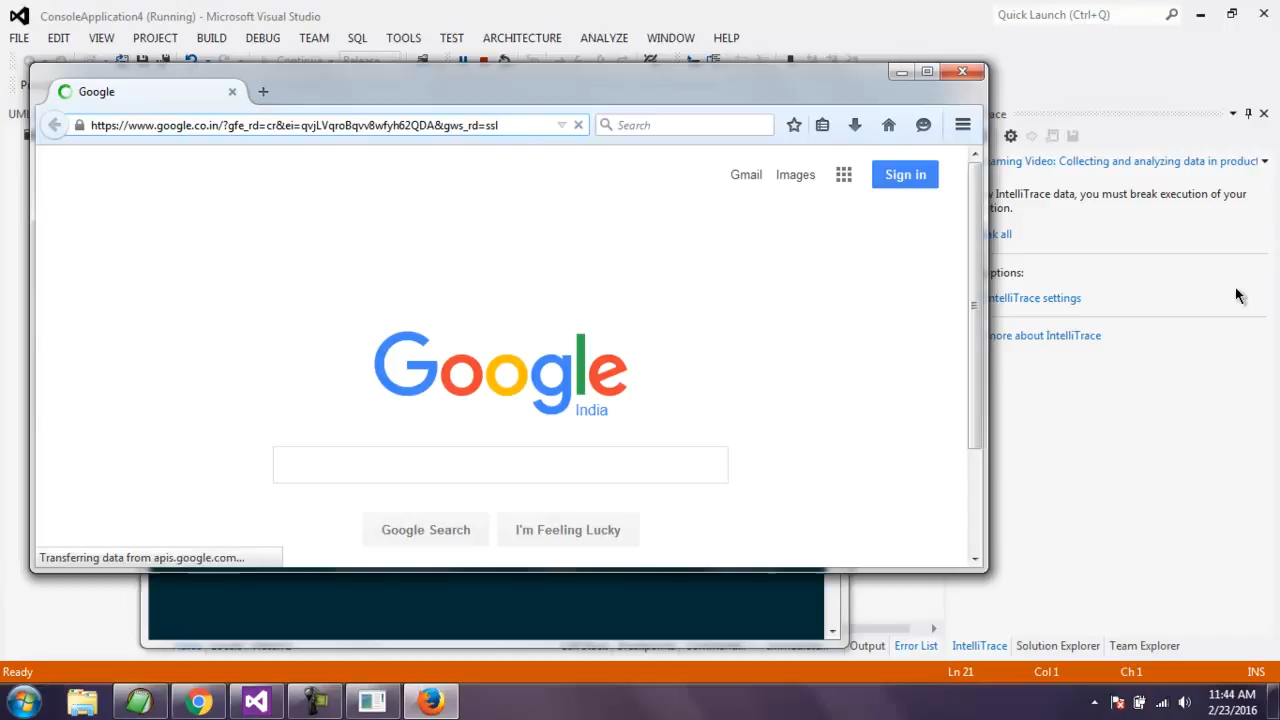 ConsoleApplication4 (Running) - Microsoft Visual Studio
Quick Launch (Ctrl+Q)
FILE EDIT VIEW PROJECT BUILD DEBUG TEAM SQL TOOLS TEST ARCHITECTURE ANALYZE WINDOW HELP
Google
https://www.google.co.in/?gfe_rd=cr&ei=qvjLVqroBqvv8wfyh62QDA&gws_rd=ssl
Search
Gmail Images Sign in
Google
India
Google Search I'm Feeling Lucky
Transferring data from apis.google.com...
UML
ace
aming Video: Collecting and analyzing data in product
IntelliTrace data, you must break execution of your
tion.
ak all
ptions:
ntelliTrace settings
more about IntelliTrace
Output Error List IntelliTrace Solution Explorer Team Explorer
Ready Ln 21 Col 1 Ch 1 INS
11:44 AM
2/23/2016